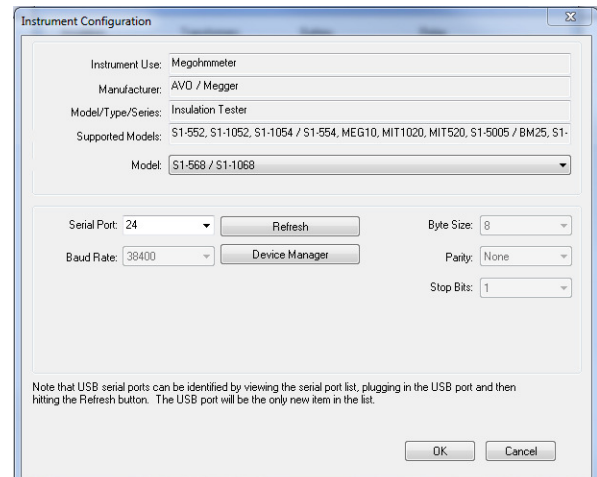 Instrument Configuration
Instrument Use: Megohmmeter
Manufacturer: AVO / Megger
Model/Type/Series: Insulation Tester
Supported Models: S1-552, S1-1052, S1-1054 / S1-554, MEG10, MIT1020, MIT520, S1-5005 / BM25, S1-
Model: S1-568 / S1-1068
Serial Port: 24 Refresh Byte Size: 8
Baud Rate: 38400 Device Manager Parity: None
Stop Bits: 1
Note that USB serial ports can be identified by viewing the serial port list, plugging in the USB port and then
hitting the Refresh button. The USB port will be the only new item in the list.
OK Cancel